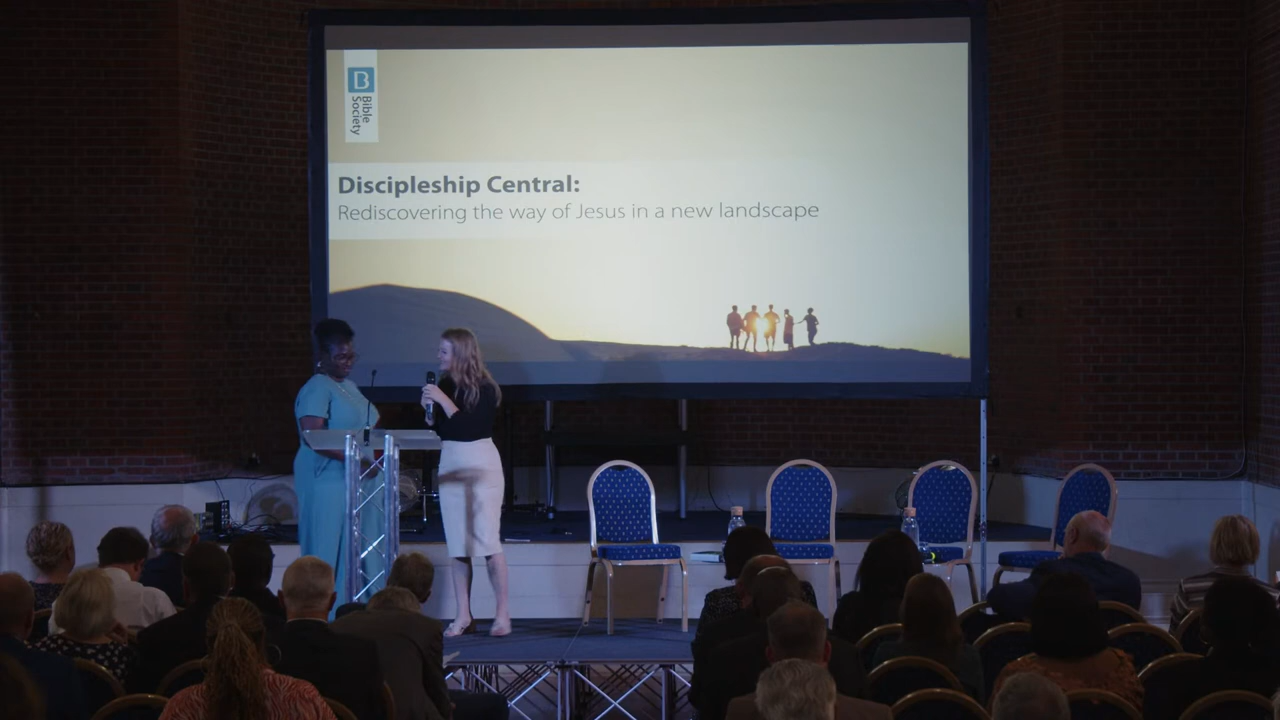 B
Bible
Society
Discipleship Central:
Rediscovering the way of Jesus in a new landscape